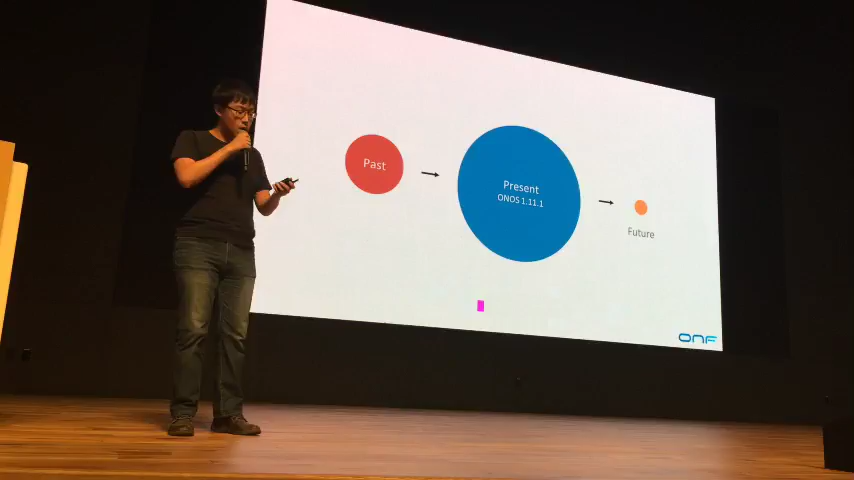 Past
Present
ONOS 1.11.1
Future
ONF